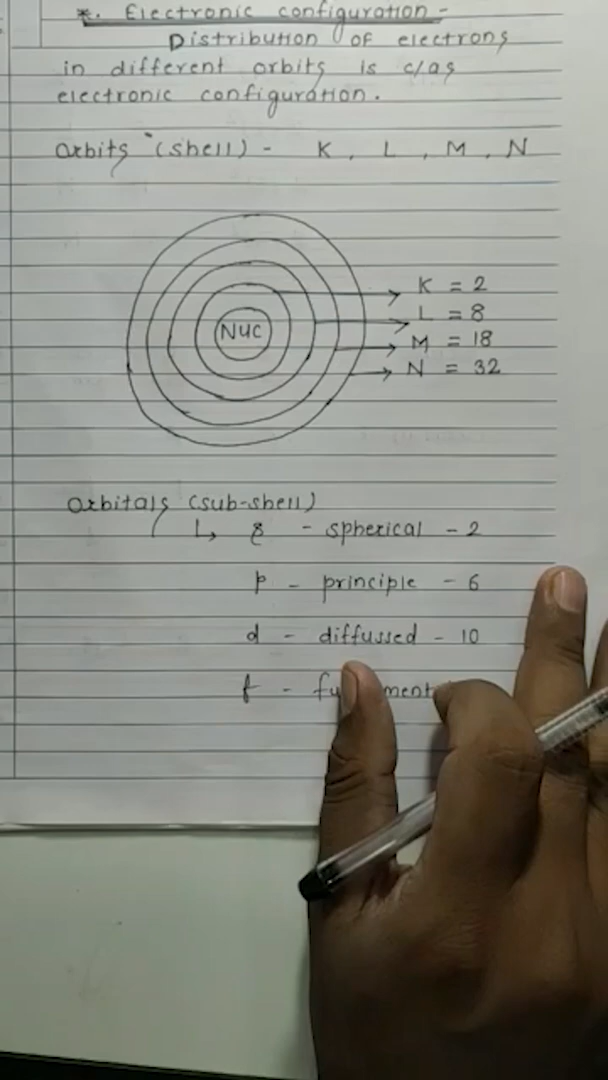 *. Electronic configuration -
Distribution of electrons
in different orbits is c/as
electronic configuration.
Orbits (shell) - K, L, M, N
Nuc
K = 2
L = 8
M = 18
N = 32
Orbitals (sub-shell)
↳ s - spherical - 2
p - principle - 6
d - diffussed - 10
f -